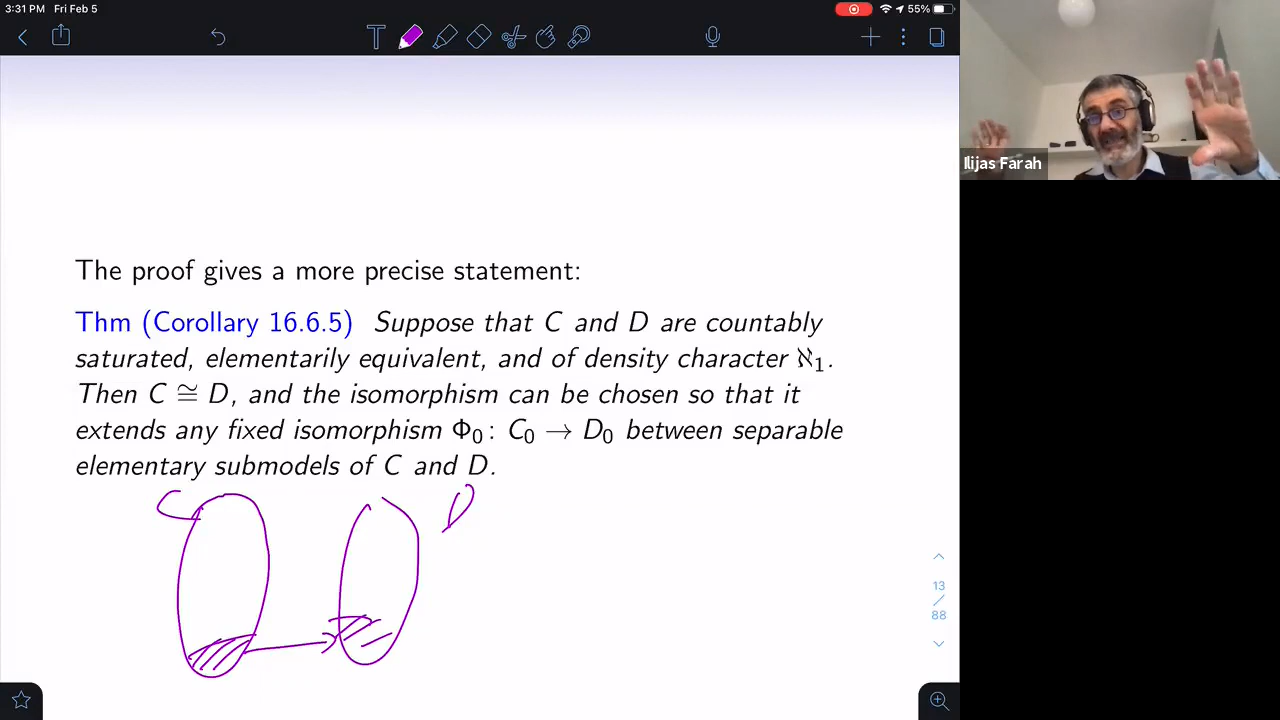 3:31 PM Fri Feb 5
55%
Ilijas Farah
The proof gives a more precise statement:
Thm (Corollary 16.6.5) Suppose that C and D are countably
saturated, elementarily equivalent, and of density character ℵ₁.
Then C ≅ D, and the isomorphism can be chosen so that it
extends any fixed isomorphism Φ₀: C₀ → D₀ between separable
elementary submodels of C and D.
C D
13
/
88